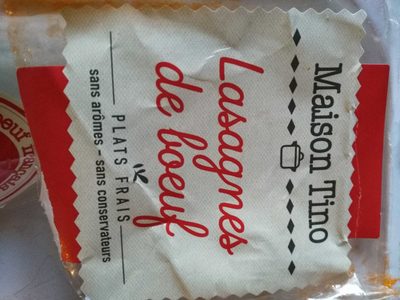 Maison Tino
Lasagnes
de boeuf
PLATS FRAIS
sans arômes - sans conservateurs